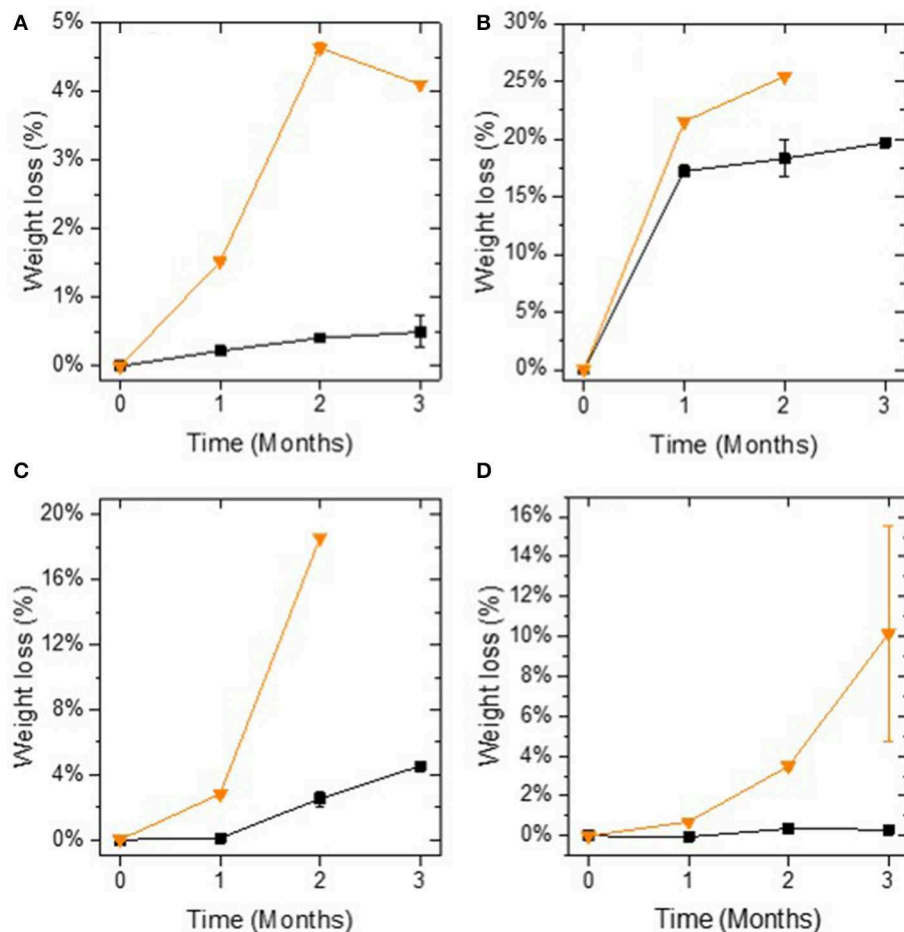 A
5%
4%
3%
2%
1%
0%
Weight loss (%)
0 1 2 3
Time (Months)
B
30%
25%
20%
15%
10%
5%
0%
Weight loss (%)
0 1 2 3
Time (Months)
C
20%
16%
12%
8%
4%
0%
Weight loss (%)
0 1 2 3
Time (Months)
D
16%
14%
12%
10%
8%
6%
4%
2%
0%
Weight loss (%)
0 1 2 3
Time (Months)